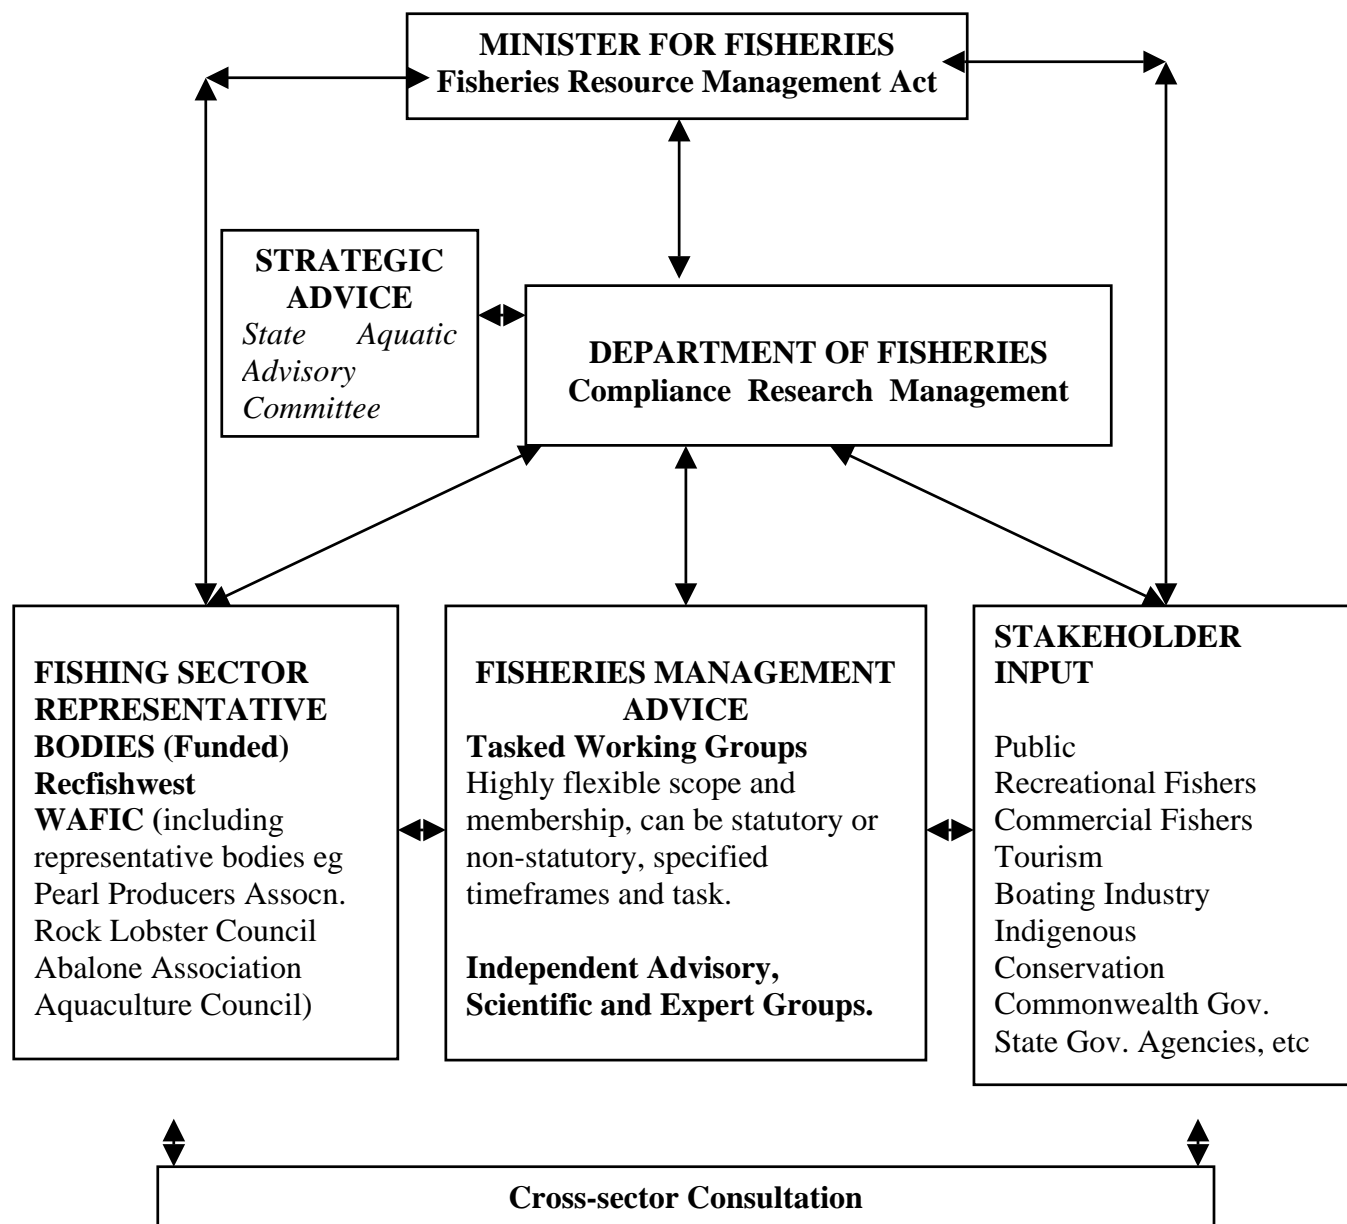 MINISTER FOR FISHERIES
Fisheries Resource Management Act
STRATEGIC
ADVICE
State Aquatic
Advisory
Committee
DEPARTMENT OF FISHERIES
Compliance Research Management
FISHING SECTOR
REPRESENTATIVE
BODIES (Funded)
Recfishwest
WAFIC (including
representative bodies eg
Pearl Producers Assocn.
Rock Lobster Council
Abalone Association
Aquaculture Council)
FISHERIES MANAGEMENT
ADVICE
Tasked Working Groups
Highly flexible scope and
membership, can be statutory or
non-statutory, specified
timeframes and task.
Independent Advisory,
Scientific and Expert Groups.
STAKEHOLDER
INPUT
Public
Recreational Fishers
Commercial Fishers
Tourism
Boating Industry
Indigenous
Conservation
Commonwealth Gov.
State Gov. Agencies, etc
Cross-sector Consultation